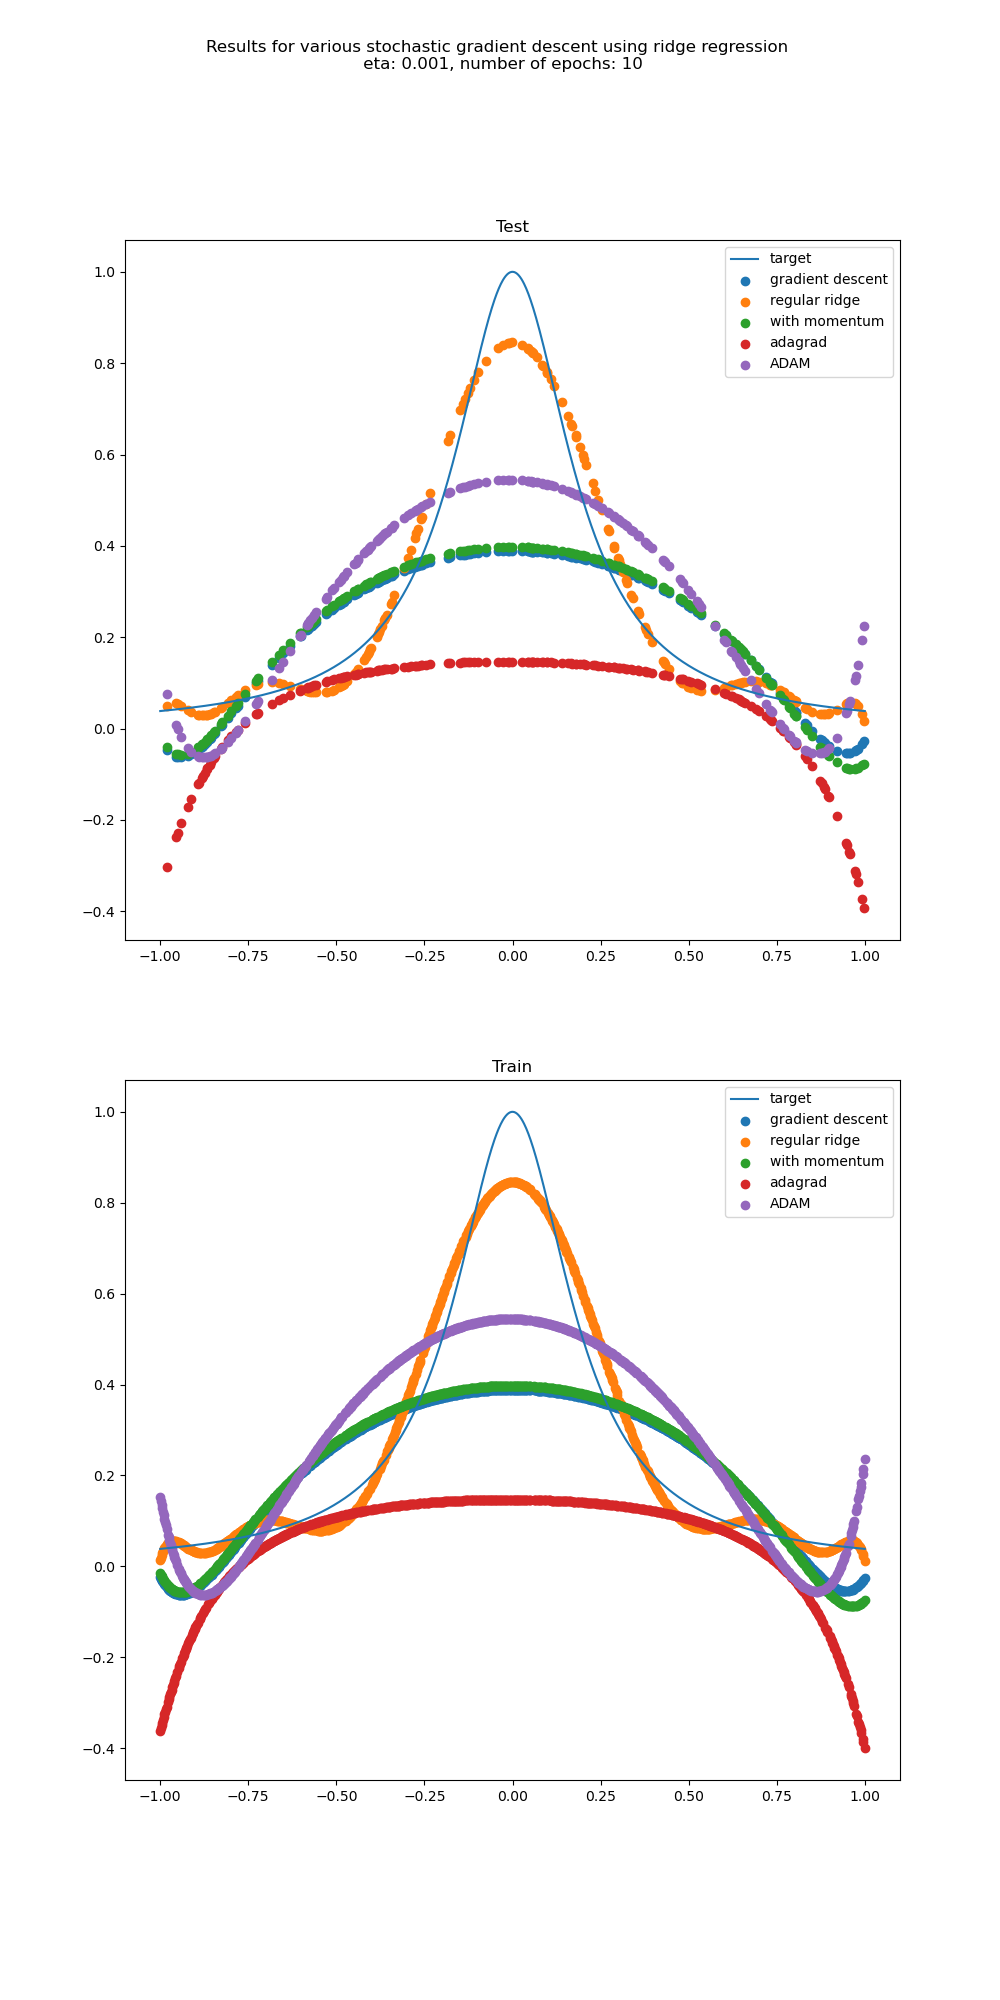 Results for various stochastic gradient descent using ridge regression
eta: 0.001, number of epochs: 10
Test
target
gradient descent
regular ridge
with momentum
adagrad
ADAM
1.0
0.8
0.6
0.4
0.2
0.0
−0.2
−0.4
−1.00 −0.75 −0.50 −0.25 0.00 0.25 0.50 0.75 1.00
Train
target
gradient descent
regular ridge
with momentum
adagrad
ADAM
1.0
0.8
0.6
0.4
0.2
0.0
−0.2
−0.4
−1.00 −0.75 −0.50 −0.25 0.00 0.25 0.50 0.75 1.00